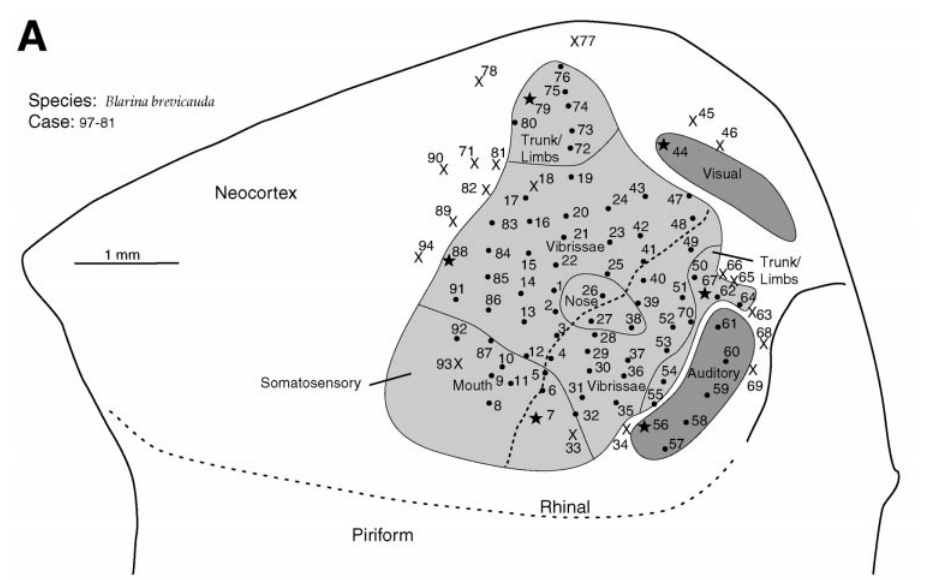 A
X77
X78
76
75
79
74
80
73
Trunk/
Limbs
72
Species: Blarina brevicauda
Case: 97-81
X45
46
X
44
Visual
90
X
71
X
81
X
82 X
X18
19
17
43
47
24
Neocortex
89
X
83
16
20
48
21
23
42
Vibrissae
94
X
88
84
15
22
41
49
25
1 mm
85
14
1
40
50
66
X
X65
Trunk/
Limbs
67
62
64
91
86
2
26
Nose
39
51
13
27
38
52
70
X63
61
68
X
92
3
28
87
12
4
29
37
53
60
93X
10
30
36
54
Auditory
X
69
Somatosensory
Mouth
9
11
5
6
31
Vibrissae
59
8
7
32
35
55
58
X
33
X
34
56
57
Rhinal
Piriform